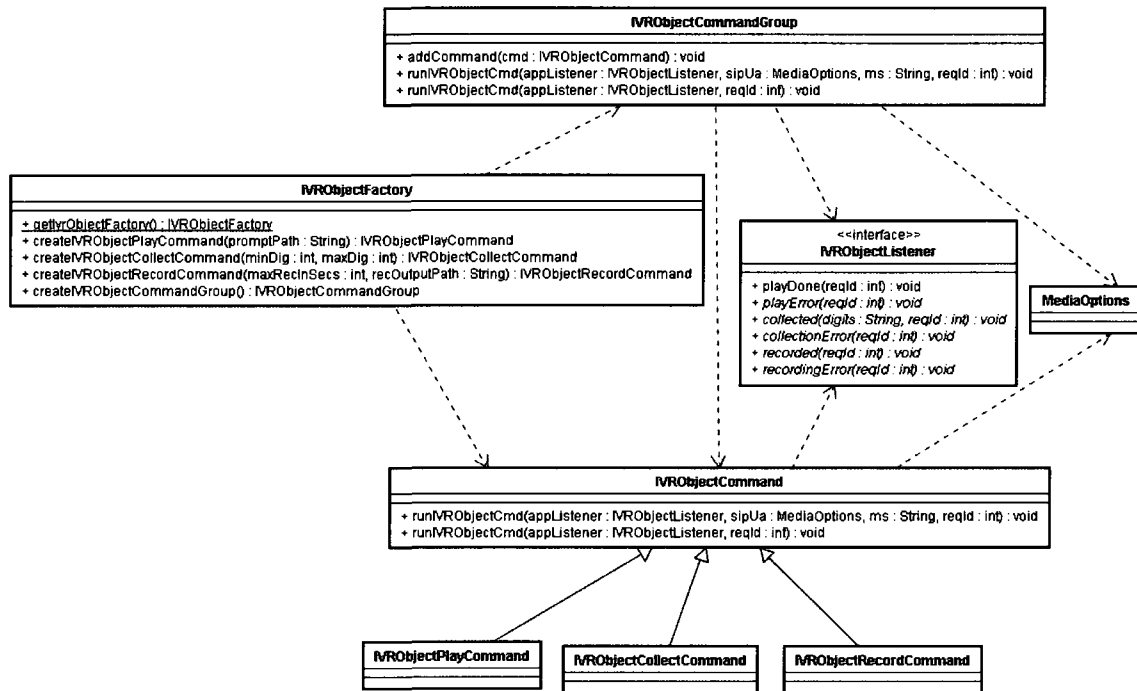 IVRObjectCommandGroup
+ addCommand(cmd : IVRObjectCommand) : void
+ runIVRObjectCmd(appListener : IVRObjectListener, sipUa : MediaOptions, ms : String, reqId : int) : void
+ runIVRObjectCmd(appListener : IVRObjectListener, reqId : int) : void
IVRObjectFactory
+ getIvrObjectFactory() : IVRObjectFactory
+ createIVRObjectPlayCommand(promptPath : String) : IVRObjectPlayCommand
+ createIVRObjectCollectCommand(minDig : int, maxDig : int) : IVRObjectCollectCommand
+ createIVRObjectRecordCommand(maxRecInSecs : int, recOutputPath : String) : IVRObjectRecordCommand
+ createIVRObjectCommandGroup() : IVRObjectCommandGroup
<<interface>>
IVRObjectListener
+ playDone(reqId : int) : void
+ playError(reqId : int) : void
+ collected(digits : String, reqId : int) : void
+ collectionError(reqId : int) : void
+ recorded(reqId : int) : void
+ recordingError(reqId : int) : void
MediaOptions
IVRObjectCommand
+ runIVRObjectCmd(appListener : IVRObjectListener, sipUa : MediaOptions, ms : String, reqId : int) : void
+ runIVRObjectCmd(appListener : IVRObjectListener, reqId : int) : void
IVRObjectPlayCommand
IVRObjectCollectCommand
IVRObjectRecordCommand